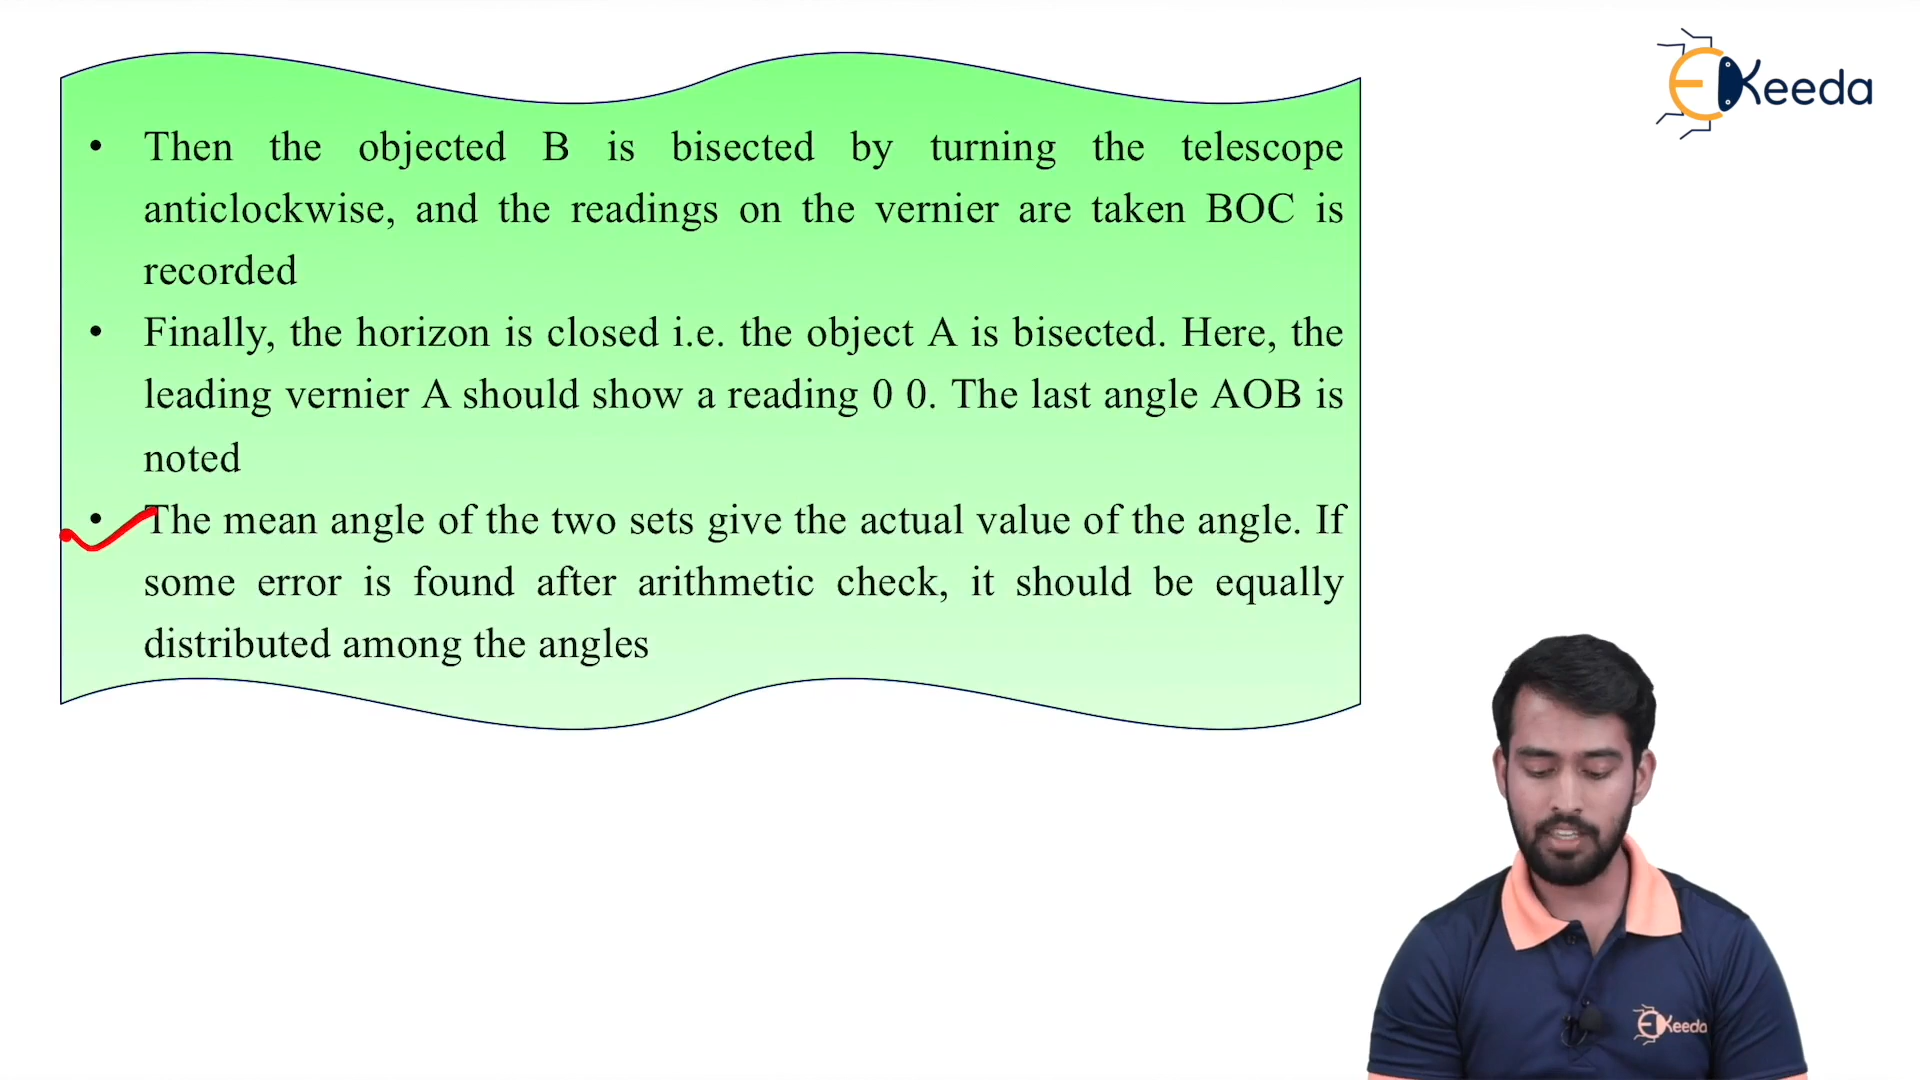 EKeeda
• Then the objected B is bisected by turning the telescope
anticlockwise, and the readings on the vernier are taken BOC is
recorded
• Finally, the horizon is closed i.e. the object A is bisected. Here, the
leading vernier A should show a reading 0 0. The last angle AOB is
noted
• The mean angle of the two sets give the actual value of the angle. If
some error is found after arithmetic check, it should be equally
distributed among the angles
EKeeda